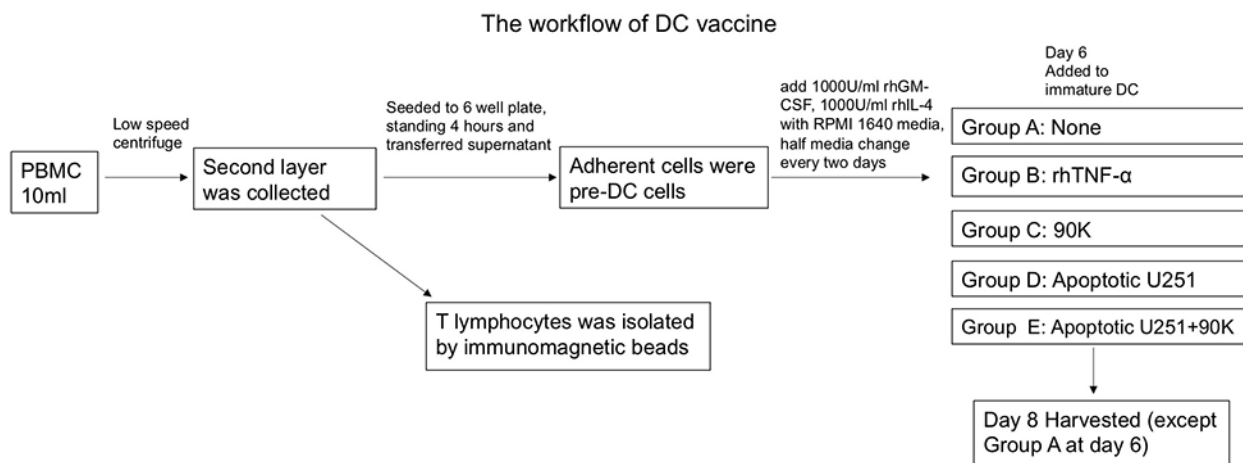 The workflow of DC vaccine
PBMC
10ml
Low speed
centrifuge
Second layer
was collected
Seeded to 6 well plate,
standing 4 hours and
transferred supernatant
Adherent cells were
pre-DC cells
add 1000U/ml rhGM-
CSF, 1000U/ml rhIL-4
with RPMI 1640 media,
half media change
every two days
Day 6
Added to
immature DC
Group A: None
Group B: rhTNF-α
Group C: 90K
Group D: Apoptotic U251
Group E: Apoptotic U251+90K
T lymphocytes was isolated
by immunomagnetic beads
Day 8 Harvested (except
Group A at day 6)